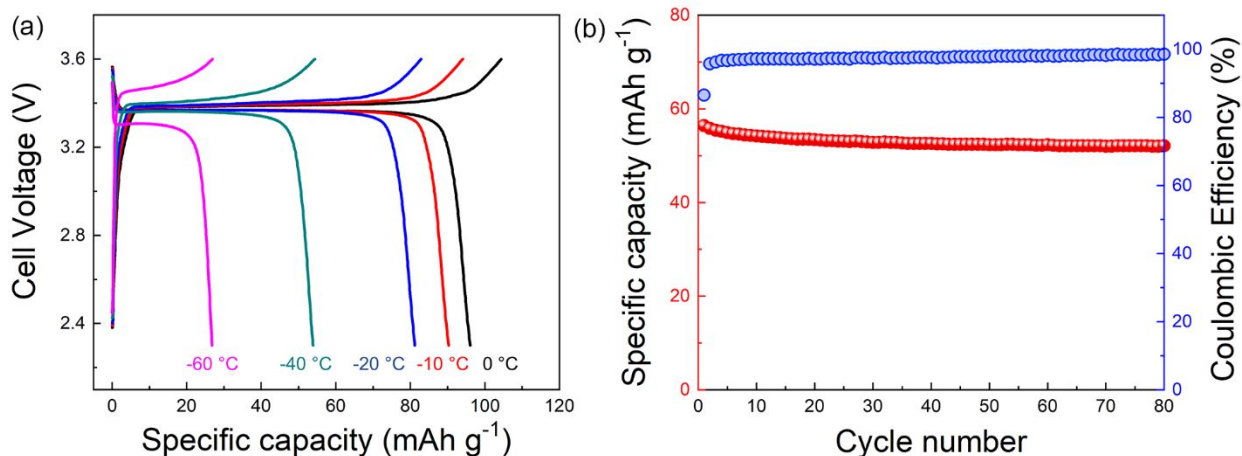 (a)
Cell Voltage (V)
3.6
3.2
2.8
2.4
-60 °C -40 °C -20 °C -10 °C 0 °C
0 20 40 60 80 100 120
Specific capacity (mAh g⁻¹)
(b)
Specific capacity (mAh g⁻¹)
80
60
40
20
0
0 10 20 30 40 50 60 70 80
Cycle number
100
80
60
40
20
0
Coulombic Efficiency (%)